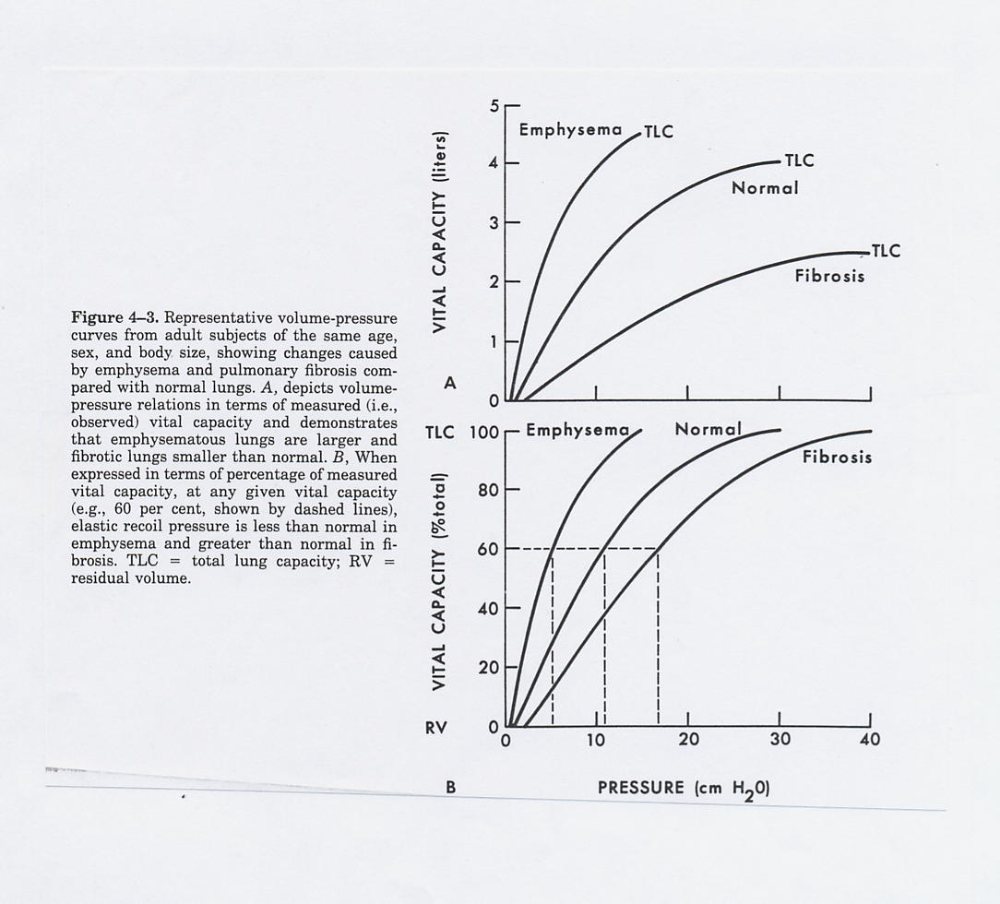 Figure 4–3. Representative volume-pressure
curves from adult subjects of the same age,
sex, and body size, showing changes caused
by emphysema and pulmonary fibrosis com-
pared with normal lungs. A, depicts volume-
pressure relations in terms of measured (i.e.,
observed) vital capacity and demonstrates
that emphysematous lungs are larger and
fibrotic lungs smaller than normal. B, When
expressed in terms of percentage of measured
vital capacity, at any given vital capacity
(e.g., 60 per cent, shown by dashed lines),
elastic recoil pressure is less than normal in
emphysema and greater than normal in fi-
brosis. TLC = total lung capacity; RV =
residual volume.
VITAL CAPACITY (liters)
5
4
3
2
1
0
Emphysema TLC
TLC
Normal
TLC
Fibrosis
A
VITAL CAPACITY (%total)
TLC 100
80
60
40
20
RV 0
Emphysema
Normal
Fibrosis
0 10 20 30 40
B
PRESSURE (cm H₂O)